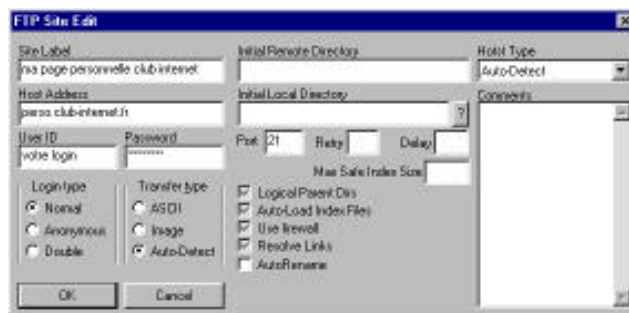 FTP Site Edit
Site Label
ma page personnelle club-internet
Host Address
perso.club-internet.fr
User ID
Password
votre login
********
Login type
Normal
Anonymous
Double
Transfer type
ASCII
Image
Auto-Detect
OK
Cancel
Initial Remote Directory
Initial Local Directory
?
Port 21 Retry Delay
Max Safe Index Size
Logical Parent Dirs
Auto-Load Index Files
Use firewall
Resolve Links
AutoRename
Host Type
Auto-Detect
Comments